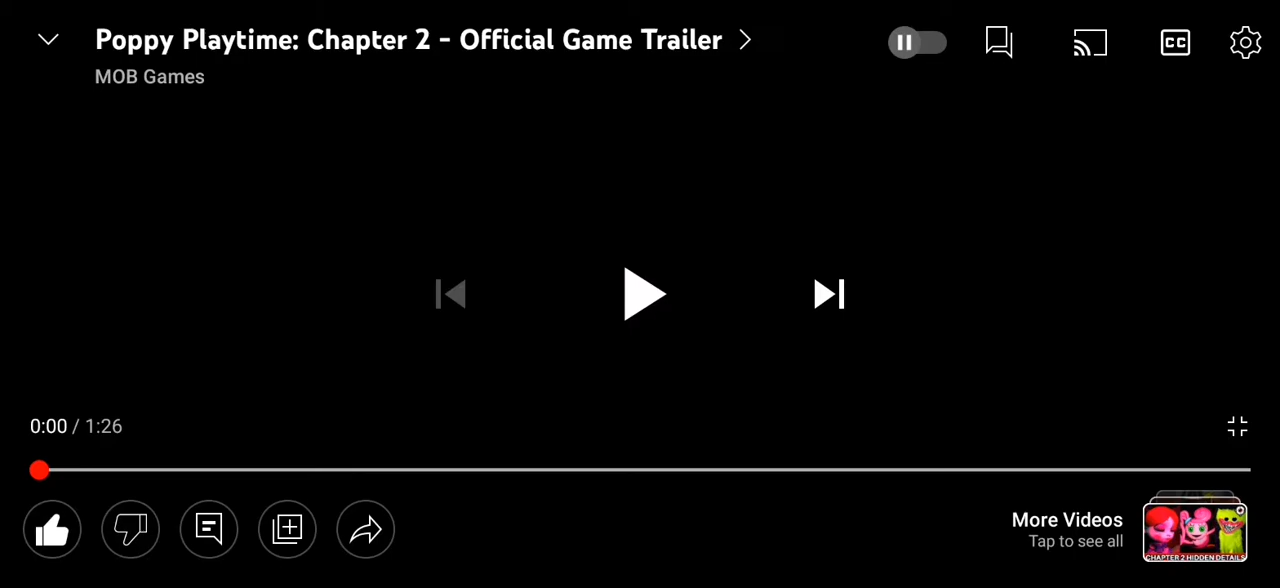 Poppy Playtime: Chapter 2 - Official Game Trailer
MOB Games
CC
0:00 / 1:26
More Videos
Tap to see all
CHAPTER 2 HIDDEN DETAILS